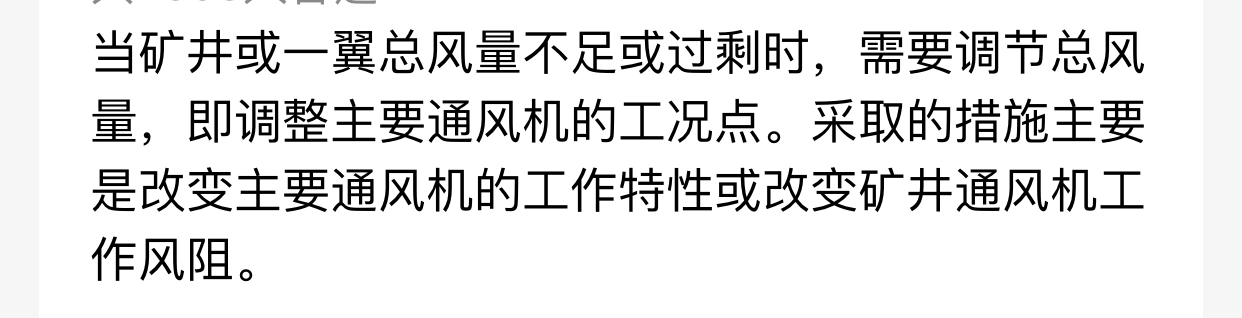 当矿井或一翼总风量不足或过剩时，需要调节总风
量，即调整主要通风机的工况点。采取的措施主要
是改变主要通风机的工作特性或改变矿井通风机工
作风阻。